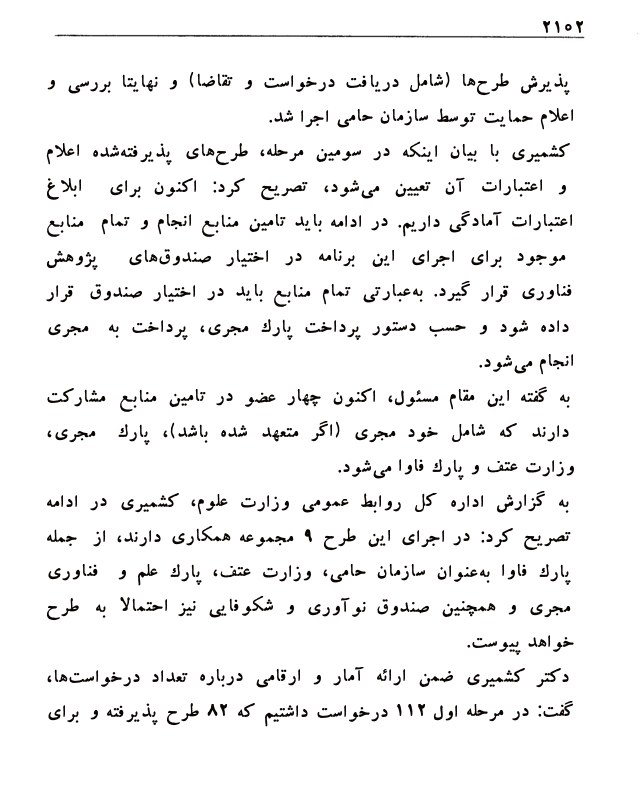 ۲۱۰۲
پذیرش طرح‌ها (شامل دریافت درخواست و تقاضا) و نهایتا بررسی و
اعلام حمایت توسط سازمان حامی اجرا شد.
کشمیری با بیان اینکه در سومین مرحله، طرح‌های پذیرفته‌شده اعلام
و اعتبارات آن تعیین می‌شود، تصریح کرد: اکنون برای ابلاغ
اعتبارات آمادگی داریم. در ادامه باید تامین منابع انجام و تمام منابع
موجود برای اجرای این برنامه در اختیار صندوق‌های پژوهش
فناوری قرار گیرد. به‌عبارتی تمام منابع باید در اختیار صندوق قرار
داده شود و حسب دستور پرداخت پارك مجری، پرداخت به مجری
انجام می‌شود.
به گفته این مقام مسئول، اکنون چهار عضو در تامین منابع مشارکت
دارند که شامل خود مجری (اگر متعهد شده باشد)، پارك مجری،
وزارت عتف و پارك فاوا می‌شود.
به گزارش اداره کل روابط عمومی وزارت علوم، کشمیری در ادامه
تصریح کرد: در اجرای این طرح ۹ مجموعه همکاری دارند، از جمله
پارك فاوا به‌عنوان سازمان حامی، وزارت عتف، پارك علم و فناوری
مجری و همچنین صندوق نوآوری و شکوفایی نیز احتمالا به طرح
خواهد پیوست.
دکتر کشمیری ضمن ارائه آمار و ارقامی درباره تعداد درخواست‌ها،
گفت: در مرحله اول ۱۱۲ درخواست داشتیم که ۸۲ طرح پذیرفته و برای